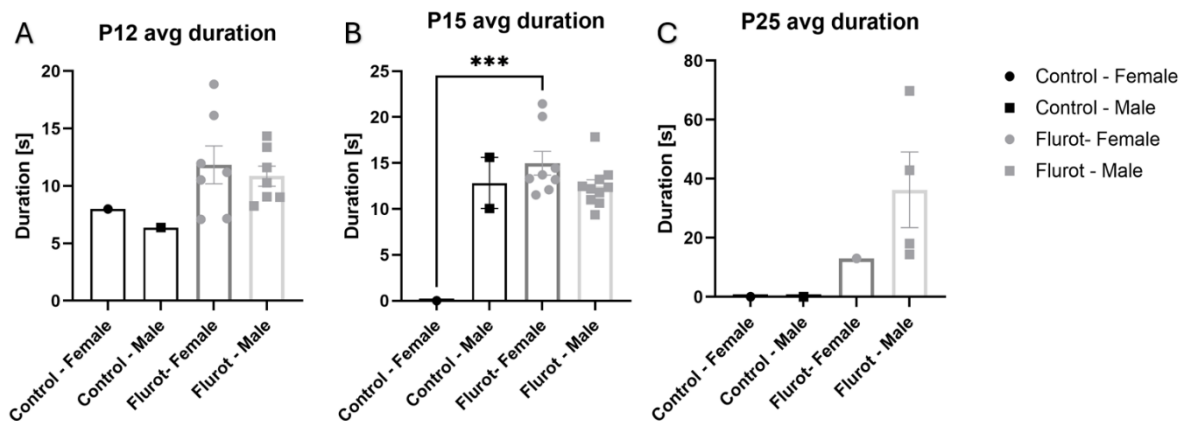 A
P12 avg duration
Duration [s]
20
15
10
5
0
Control - Female
Control - Male
Flurot- Female
Flurot - Male
B
P15 avg duration
Duration [s]
25
20
15
10
5
0
***
Control - Female
Control - Male
Flurot- Female
Flurot - Male
C
P25 avg duration
Duration [s]
80
60
40
20
0
Control - Female
Control - Male
Flurot- Female
Flurot - Male
Control - Female
Control - Male
Flurot- Female
Flurot - Male